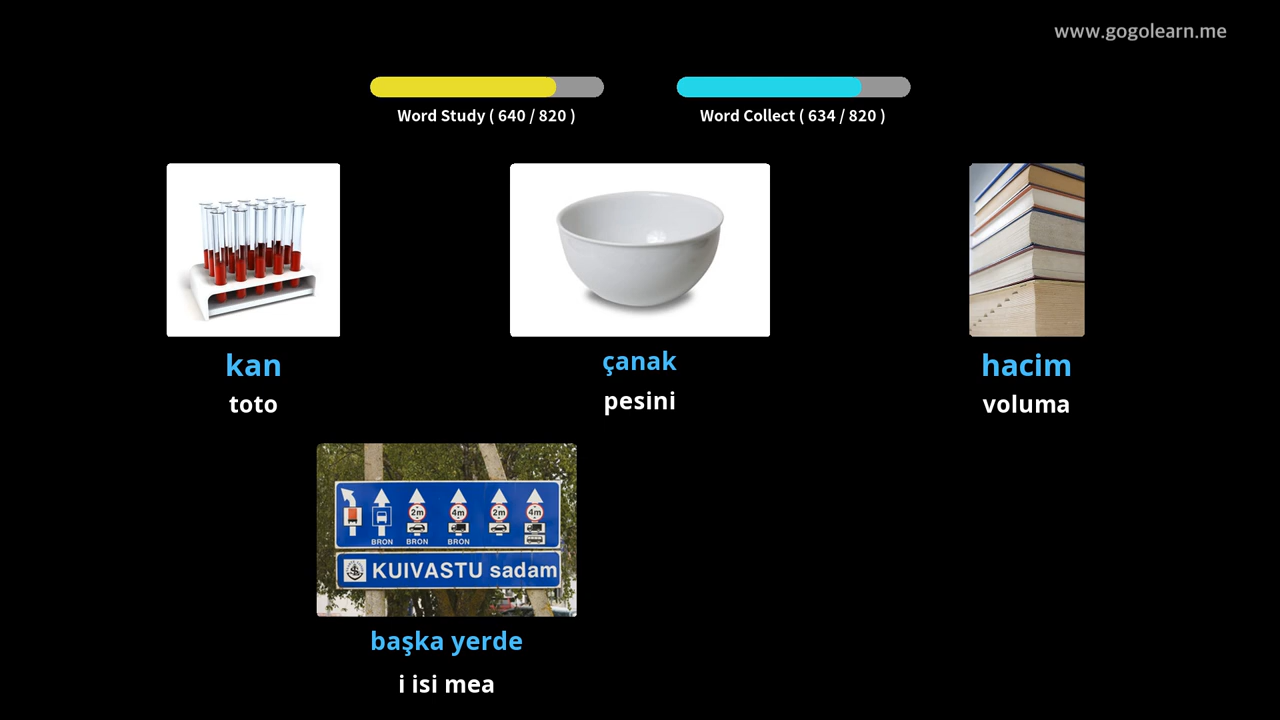 www.gogolearn.me
Word Study ( 640 / 820 )
Word Collect ( 634 / 820 )
kan
toto
çanak
pesini
hacim
voluma
2m
4m
2m
4m
BRON
BRON
BRON
KUIVASTU sadam
başka yerde
i isi mea